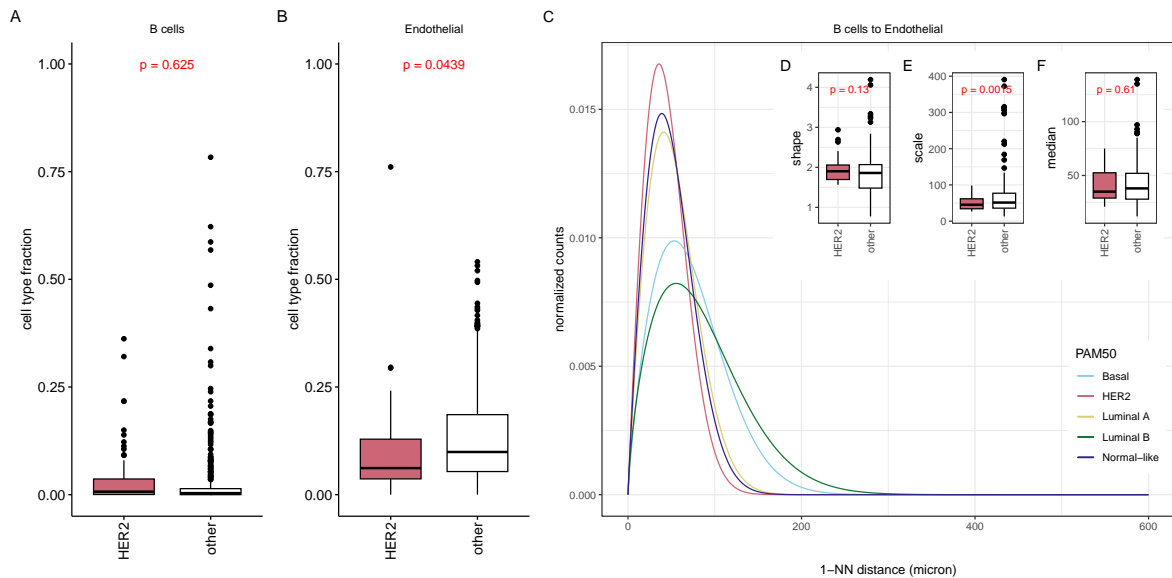 A
B cells
p = 0.625
cell type fraction
1.00
0.75
0.50
0.25
0.00
HER2
other
B
Endothelial
p = 0.0439
cell type fraction
1.00
0.75
0.50
0.25
0.00
HER2
other
C
B cells to Endothelial
normalized counts
0.015
0.010
0.005
0.000
0
200
400
600
1−NN distance (micron)
D
p = 0.13
shape
4
3
2
1
HER2
other
E
p = 0.0015
scale
400
300
200
100
0
HER2
other
F
p = 0.61
median
100
50
HER2
other
PAM50
Basal
HER2
Luminal A
Luminal B
Normal−like